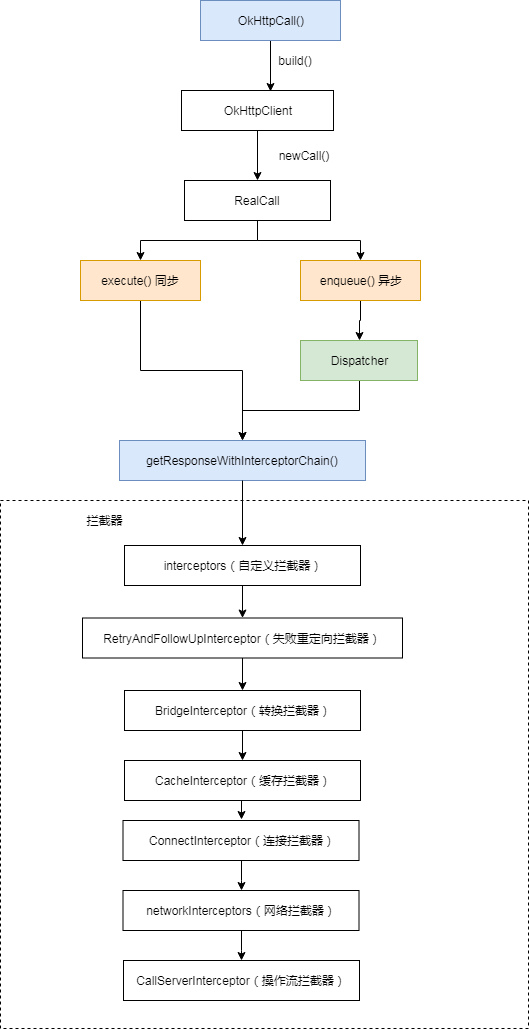 OkHttpCall()
build()
OkHttpClient
newCall()
RealCall
execute() 同步
enqueue() 异步
Dispatcher
getResponseWithInterceptorChain()
拦截器
interceptors（自定义拦截器）
RetryAndFollowUpInterceptor（失败重定向拦截器）
BridgeInterceptor（转换拦截器）
CacheInterceptor（缓存拦截器）
ConnectInterceptor（连接拦截器）
networkInterceptors（网络拦截器）
CallServerInterceptor（操作流拦截器）